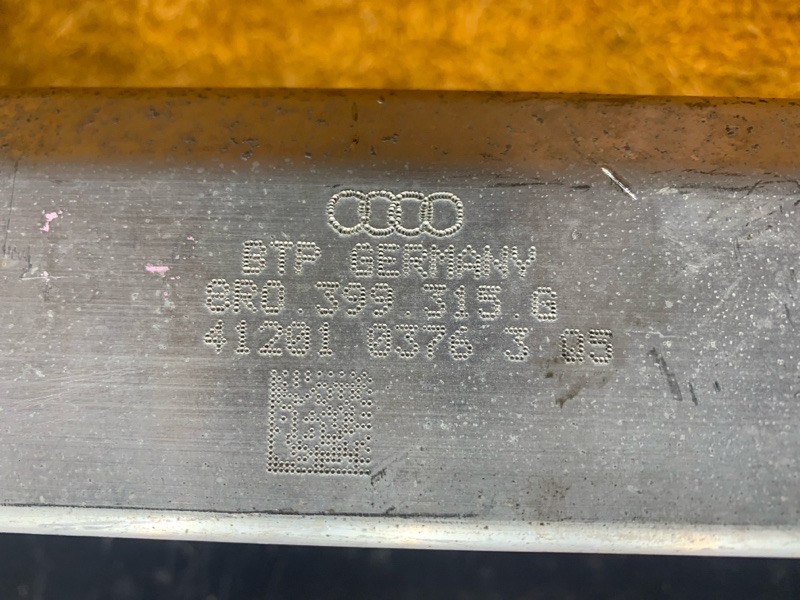 BTP GERMANY
8R0.399.315.Q
41201 0376 3 05